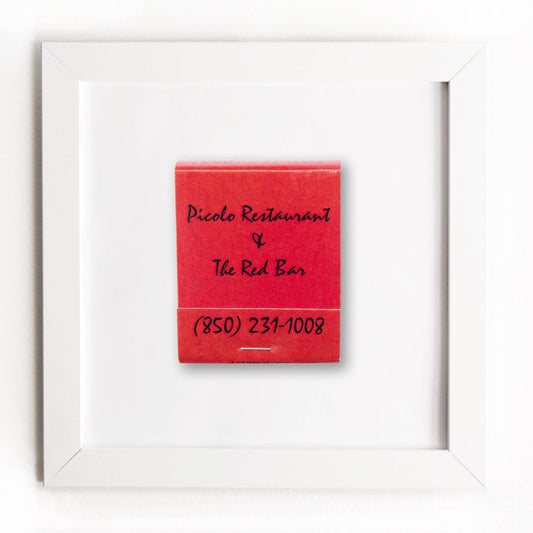 Picolo Restaurant
&
The Red Bar
(850) 231-1008